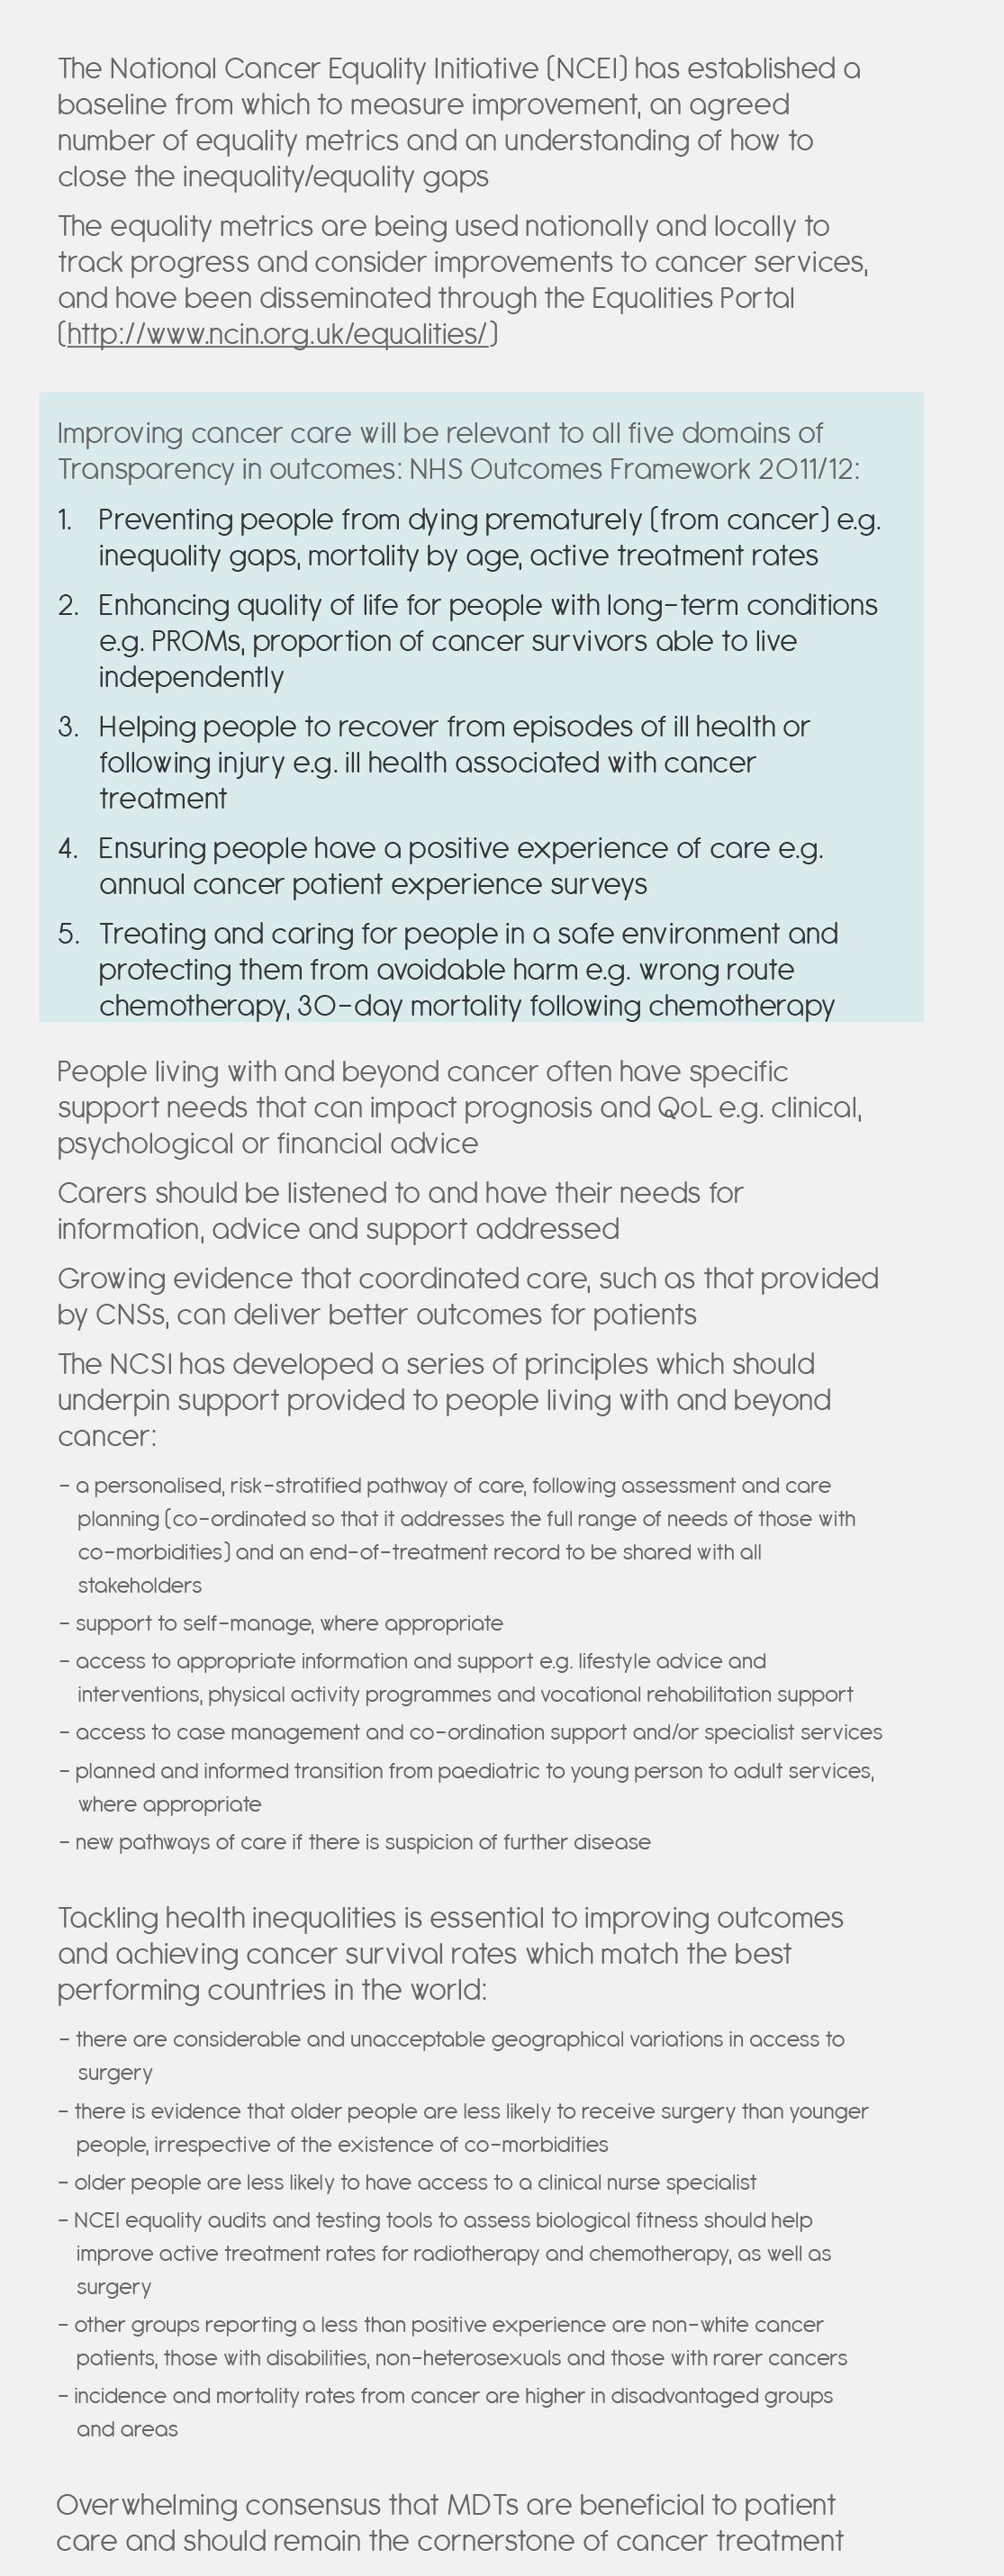 The National Cancer Equality Initiative (NCEI) has established a
baseline from which to measure improvement, an agreed
number of equality metrics and an understanding of how to
close the inequality/equality gaps
The equality metrics are being used nationally and locally to
track progress and consider improvements to cancer services,
and have been disseminated through the Equalities Portal
(http://www.ncin.org.uk/equalities/)
Improving cancer care will be relevant to all five domains of
Transparency in outcomes: NHS Outcomes Framework 2011/12:
1. Preventing people from dying prematurely (from cancer) e.g.
inequality gaps, mortality by age, active treatment rates
2. Enhancing quality of life for people with long-term conditions
e.g. PROMs, proportion of cancer survivors able to live
independently
3. Helping people to recover from episodes of ill health or
following injury e.g. ill health associated with cancer
treatment
4. Ensuring people have a positive experience of care e.g.
annual cancer patient experience surveys
5. Treating and caring for people in a safe environment and
protecting them from avoidable harm e.g. wrong route
chemotherapy, 30-day mortality following chemotherapy
People living with and beyond cancer often have specific
support needs that can impact prognosis and QoL e.g. clinical,
psychological or financial advice
Carers should be listened to and have their needs for
information, advice and support addressed
Growing evidence that coordinated care, such as that provided
by CNSs, can deliver better outcomes for patients
The NCSI has developed a series of principles which should
underpin support provided to people living with and beyond
cancer:
- a personalised, risk-stratified pathway of care, following assessment and care
planning (co-ordinated so that it addresses the full range of needs of those with
co-morbidities) and an end-of-treatment record to be shared with all
stakeholders
- support to self-manage, where appropriate
- access to appropriate information and support e.g. lifestyle advice and
interventions, physical activity programmes and vocational rehabilitation support
- access to case management and co-ordination support and/or specialist services
- planned and informed transition from paediatric to young person to adult services,
where appropriate
- new pathways of care if there is suspicion of further disease
Tackling health inequalities is essential to improving outcomes
and achieving cancer survival rates which match the best
performing countries in the world:
- there are considerable and unacceptable geographical variations in access to
surgery
- there is evidence that older people are less likely to receive surgery than younger
people, irrespective of the existence of co-morbidities
- older people are less likely to have access to a clinical nurse specialist
- NCEI equality audits and testing tools to assess biological fitness should help
improve active treatment rates for radiotherapy and chemotherapy, as well as
surgery
- other groups reporting a less than positive experience are non-white cancer
patients, those with disabilities, non-heterosexuals and those with rarer cancers
- incidence and mortality rates from cancer are higher in disadvantaged groups
and areas
Overwhelming consensus that MDTs are beneficial to patient
care and should remain the cornerstone of cancer treatment